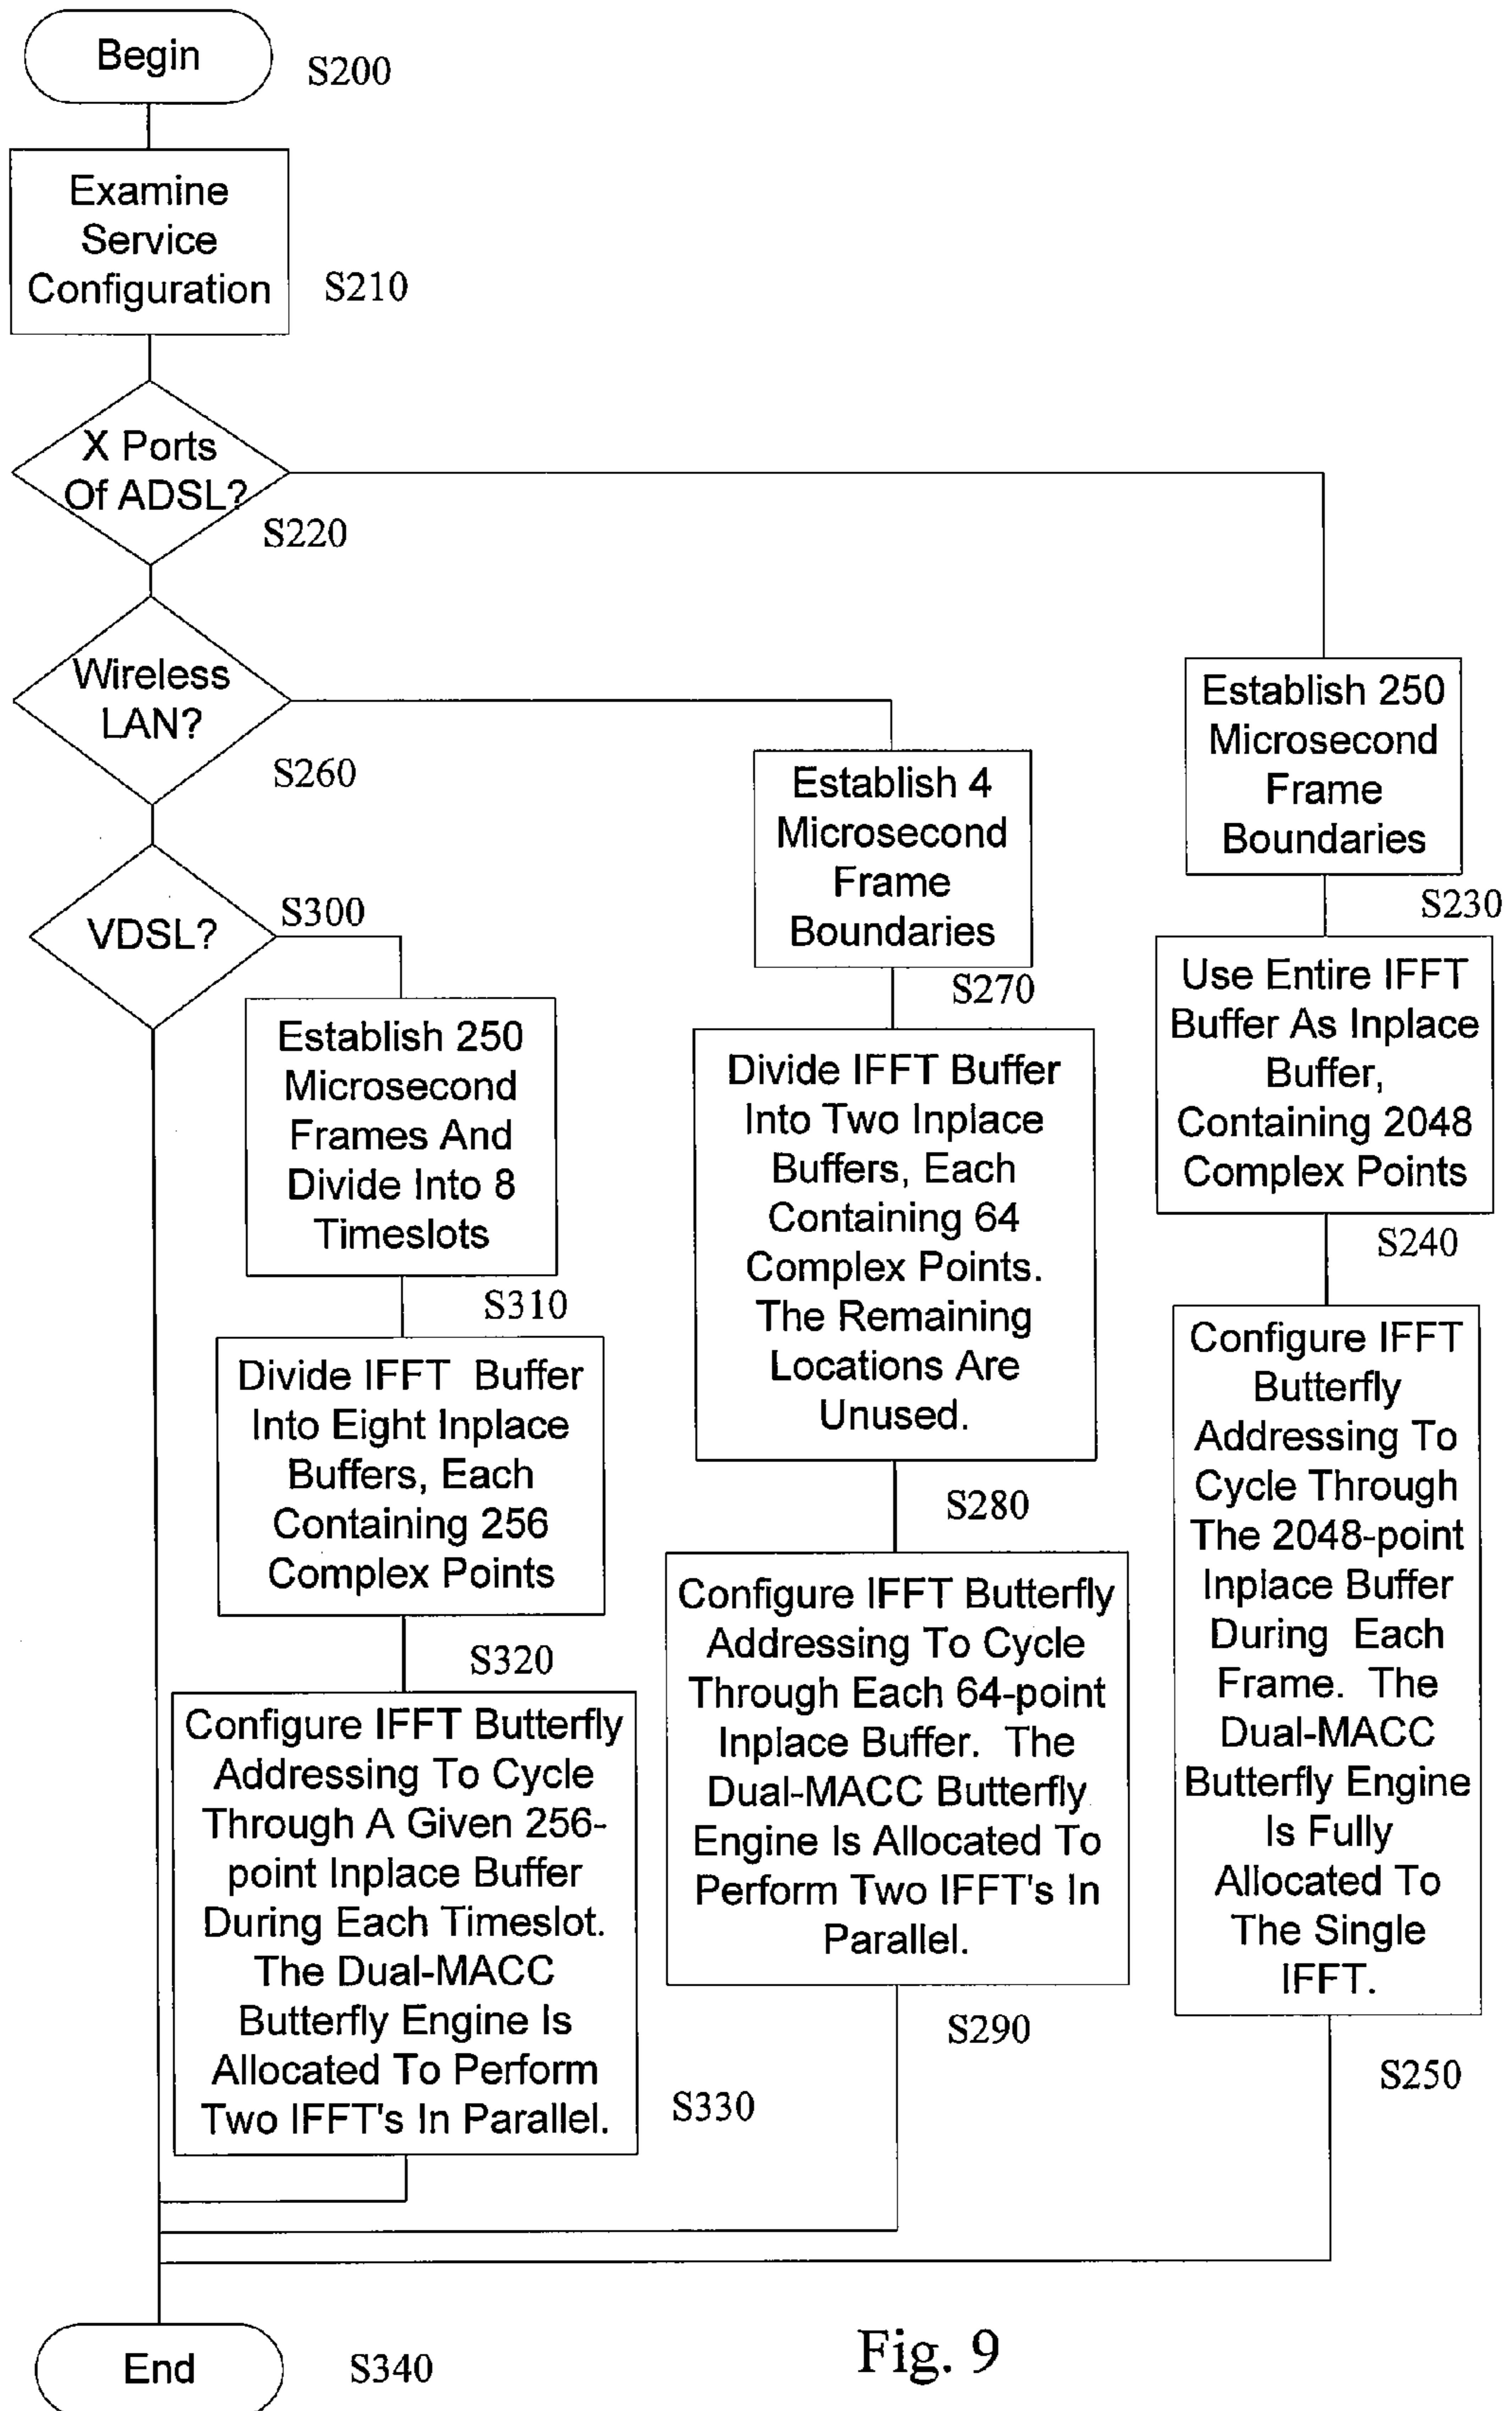 Begin
S200
Examine
Service
Configuration
S210
X Ports
Of ADSL?
S220
Wireless
LAN?
S260
VDSL?
S300
Establish 250
Microsecond
Frames And
Divide Into 8
Timeslots
S310
Divide IFFT Buffer
Into Eight Inplace
Buffers, Each
Containing 256
Complex Points
S320
Configure IFFT Butterfly
Addressing To Cycle
Through A Given 256-
point Inplace Buffer
During Each Timeslot.
The Dual-MACC
Butterfly Engine Is
Allocated To Perform
Two IFFT's In Parallel.
S330
Establish 4
Microsecond
Frame
Boundaries
S270
Divide IFFT Buffer
Into Two Inplace
Buffers, Each
Containing 64
Complex Points.
The Remaining
Locations Are
Unused.
S280
Configure IFFT Butterfly
Addressing To Cycle
Through Each 64-point
Inplace Buffer. The
Dual-MACC Butterfly
Engine Is Allocated To
Perform Two IFFT's In
Parallel.
S290
Establish 250
Microsecond
Frame
Boundaries
S230
Use Entire IFFT
Buffer As Inplace
Buffer,
Containing 2048
Complex Points
S240
Configure IFFT
Butterfly
Addressing To
Cycle Through
The 2048-point
Inplace Buffer
During Each
Frame. The
Dual-MACC
Butterfly Engine
Is Fully
Allocated To
The Single
IFFT.
S250
End
S340
Fig. 9